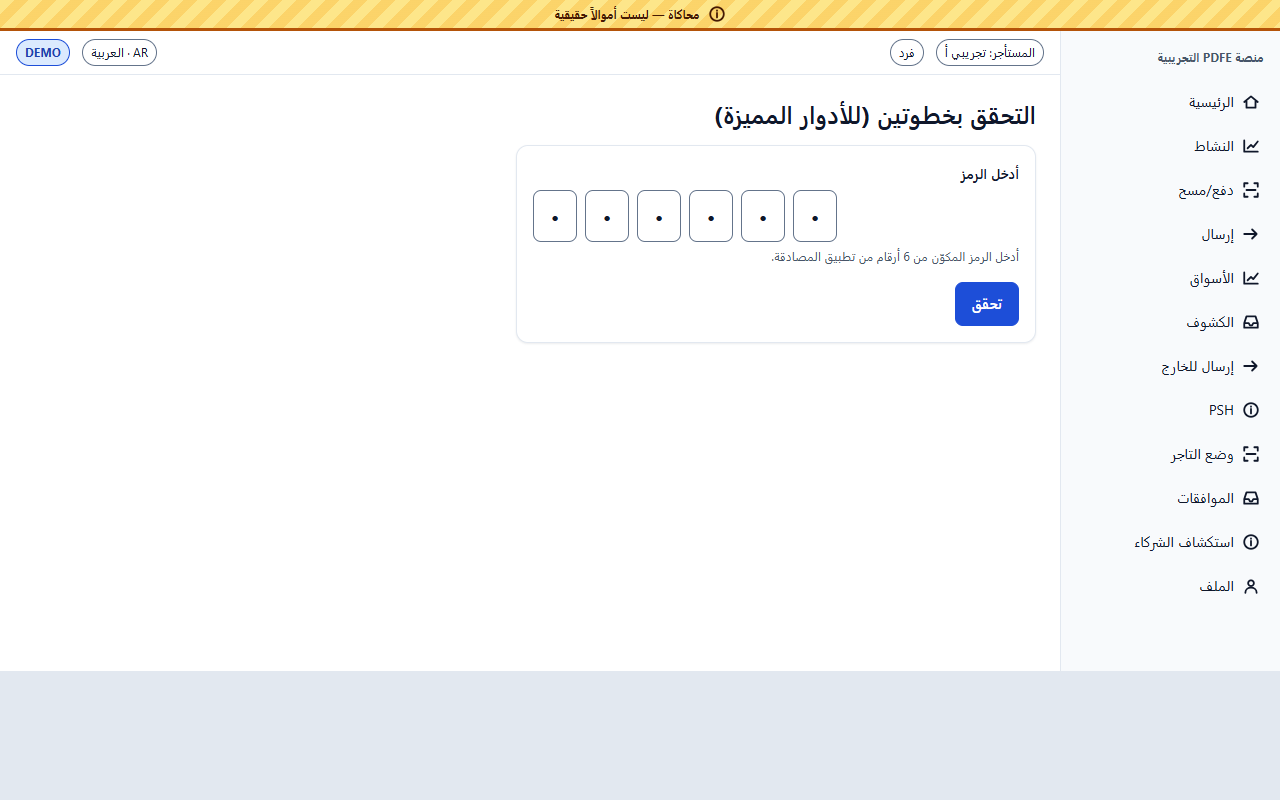 محاكاة — ليست أموالاً حقيقية
منصة PDFE التجريبية
المستأجر: تجريبي أ
فرد
AR · العربية
DEMO
الرئيسية
النشاط
دفع/مسح
إرسال
الأسواق
الكشوف
إرسال للخارج
PSH
وضع التاجر
الموافقات
استكشاف الشركاء
الملف
التحقق بخطوتين (للأدوار المميزة)
أدخل الرمز
• • • • • •
أدخل الرمز المكوّن من 6 أرقام من تطبيق المصادقة.
تحقق